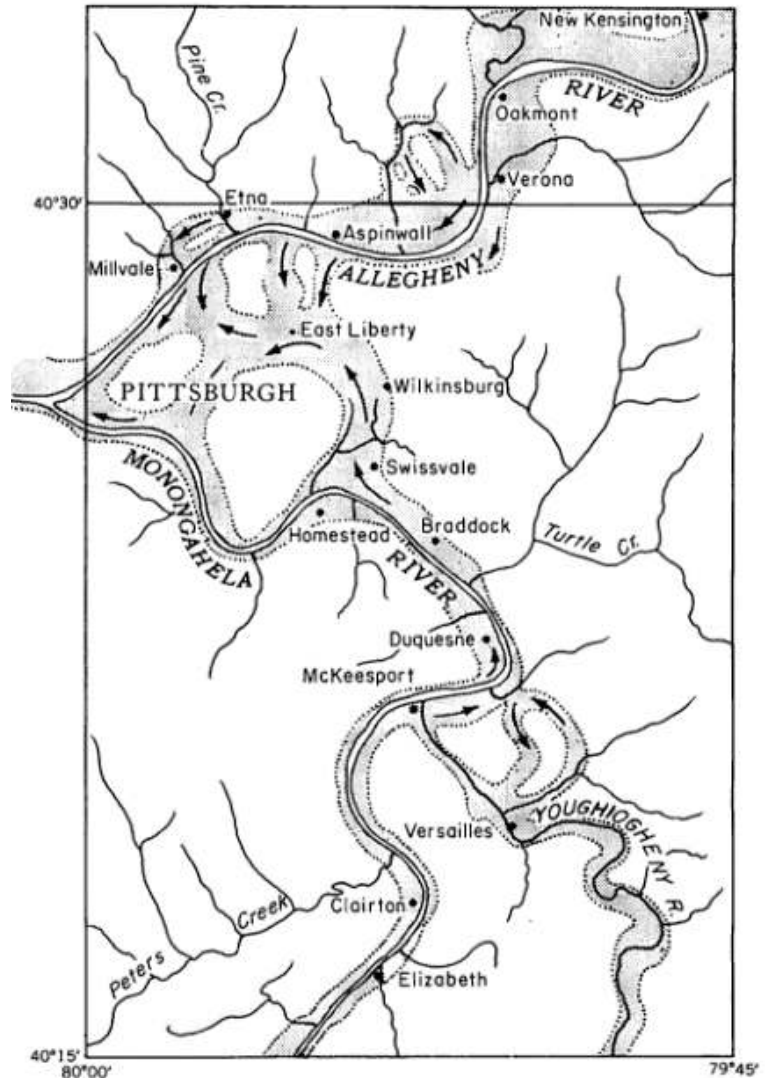 New Kensington
Pine Cr.
RIVER
Oakmont
Verona
40°30'
Etna
Aspinwall
Millvale
ALLEGHENY
East Liberty
PITTSBURGH
Wilkinsburg
Swissvale
MONONGAHELA
Homestead
Braddock
RIVER
Turtle Cr.
Duquesne
McKeesport
Versailles
YOUGHIOGHENY R.
Clairton
Peters Creek
Elizabeth
40°15'
80°00'
79°45'